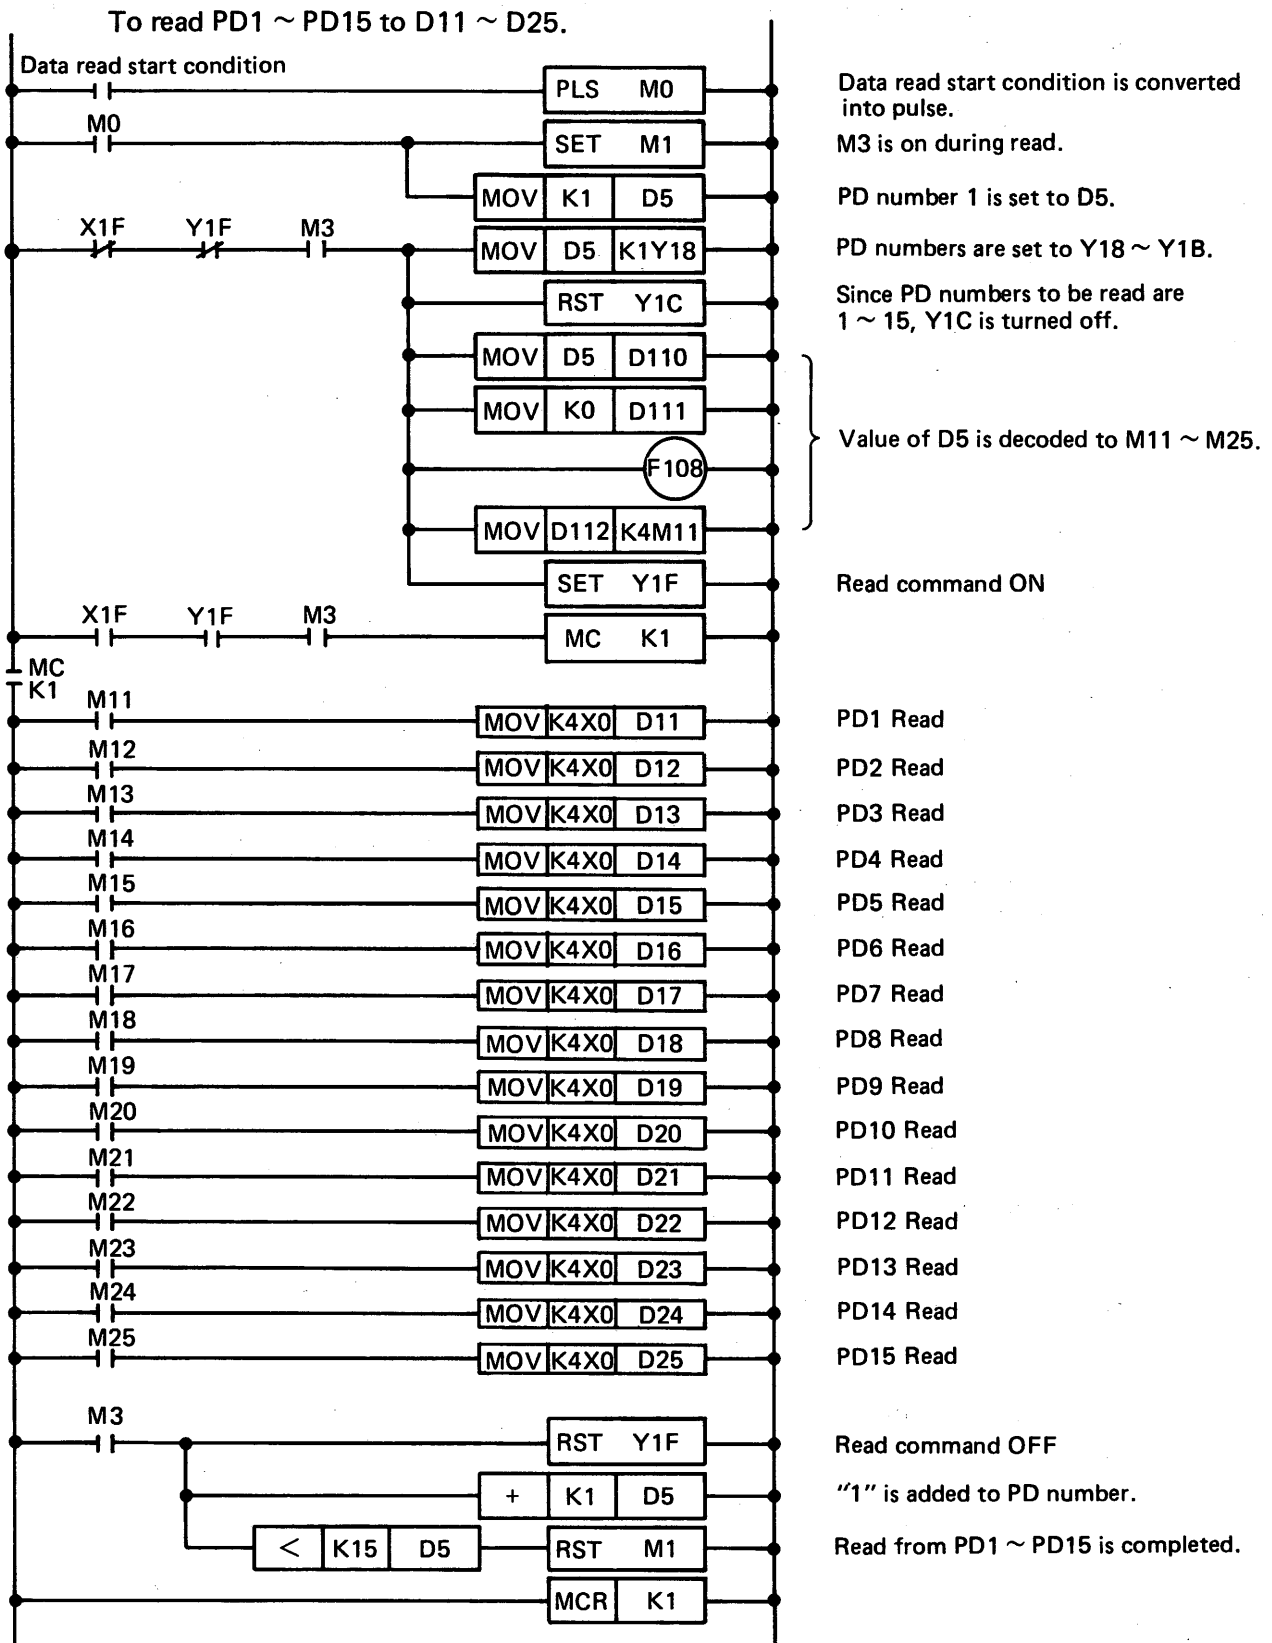 To read PD1 ~ PD15 to D11 ~ D25.
Data read start condition
PLS M0
Data read start condition is converted
into pulse.
M0
SET M1
M3 is on during read.
MOV K1 D5
PD number 1 is set to D5.
X1F Y1F M3
MOV D5 K1Y18
PD numbers are set to Y18 ~ Y1B.
RST Y1C
Since PD numbers to be read are
1 ~ 15, Y1C is turned off.
MOV D5 D110
MOV K0 D111
Value of D5 is decoded to M11 ~ M25.
F108
MOV D112 K4M11
SET Y1F
Read command ON
X1F Y1F M3
MC K1
MC
K1
M11
MOV K4X0 D11
PD1 Read
M12
MOV K4X0 D12
PD2 Read
M13
MOV K4X0 D13
PD3 Read
M14
MOV K4X0 D14
PD4 Read
M15
MOV K4X0 D15
PD5 Read
M16
MOV K4X0 D16
PD6 Read
M17
MOV K4X0 D17
PD7 Read
M18
MOV K4X0 D18
PD8 Read
M19
MOV K4X0 D19
PD9 Read
M20
MOV K4X0 D20
PD10 Read
M21
MOV K4X0 D21
PD11 Read
M22
MOV K4X0 D22
PD12 Read
M23
MOV K4X0 D23
PD13 Read
M24
MOV K4X0 D24
PD14 Read
M25
MOV K4X0 D25
PD15 Read
M3
RST Y1F
Read command OFF
+ K1 D5
"1" is added to PD number.
< K15 D5 RST M1
Read from PD1 ~ PD15 is completed.
MCR K1